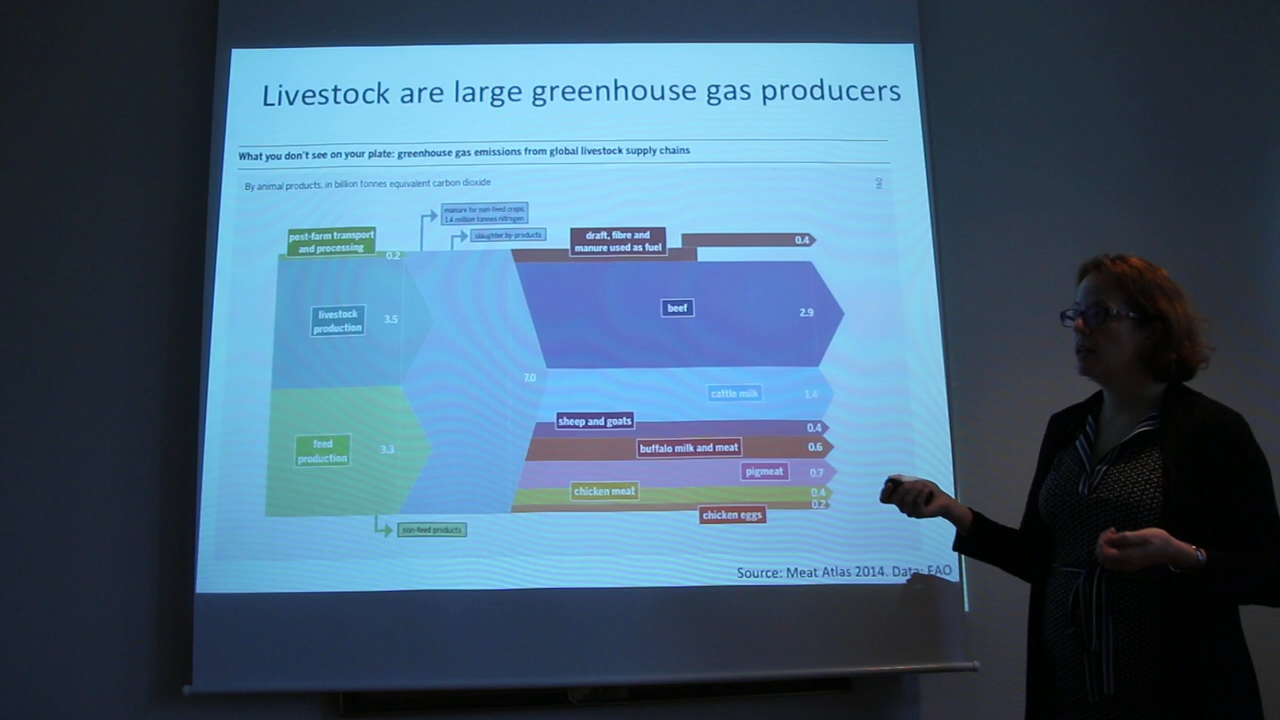 Livestock are large greenhouse gas producers
What you don't see on your plate: greenhouse gas emissions from global livestock supply chains
By animal products, in billion tonnes equivalent carbon dioxide
FAO
manure for non-feed crops,
1.4 million tonnes nitrogen
slaughter by-products
post-farm transport
and processing
0.2
draft, fibre and
manure used as fuel
0.4
livestock
production
3.5
beef
2.9
7.0
cattle milk
1.4
sheep and goats
0.4
feed
production
3.3
buffalo milk and meat
0.6
pigmeat
0.7
chicken meat
0.4
chicken eggs
0.2
non-feed products
Source: Meat Atlas 2014. Data: FAO